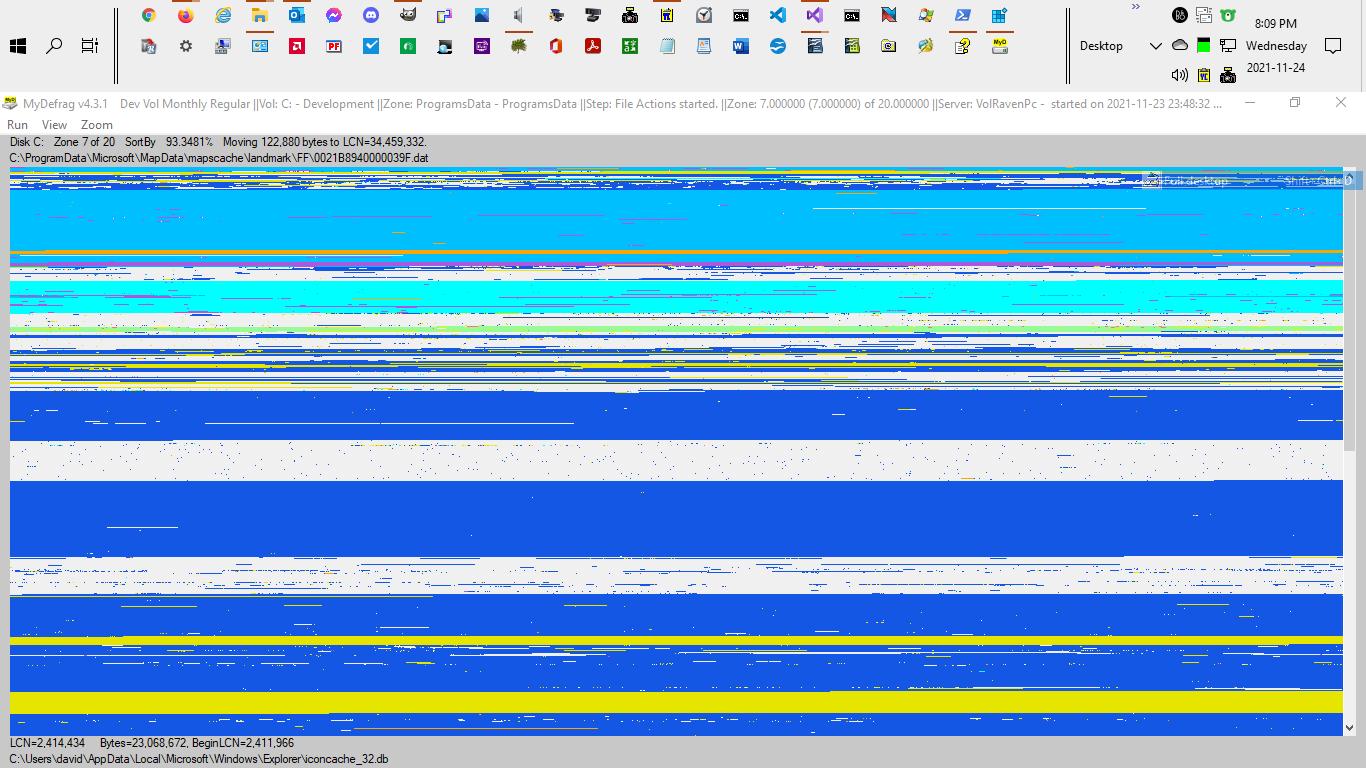 8:09 PM
Desktop
Wednesday
2021-11-24
MyDefrag v4.3.1 Dev Vol Monthly Regular ||Vol: C: - Development ||Zone: ProgramsData - ProgramsData ||Step: File Actions started. ||Zone: 7.000000 (7.000000) of 20.000000 ||Server: VolRavenPc - started on 2021-11-23 23:48:32 ...
Run View Zoom
Disk C: Zone 7 of 20 SortBy 93.3481% Moving 122,880 bytes to LCN=34,459,332.
C:\ProgramData\Microsoft\MapData\mapscache\landmark\FF\0021B8940000039F.dat
Full desktop Shift+Ctrl+D
LCN=2,414,434 Bytes=23,068,672, BeginLCN=2,411,966
C:\Users\david\AppData\Local\Microsoft\Windows\Explorer\iconcache_32.db